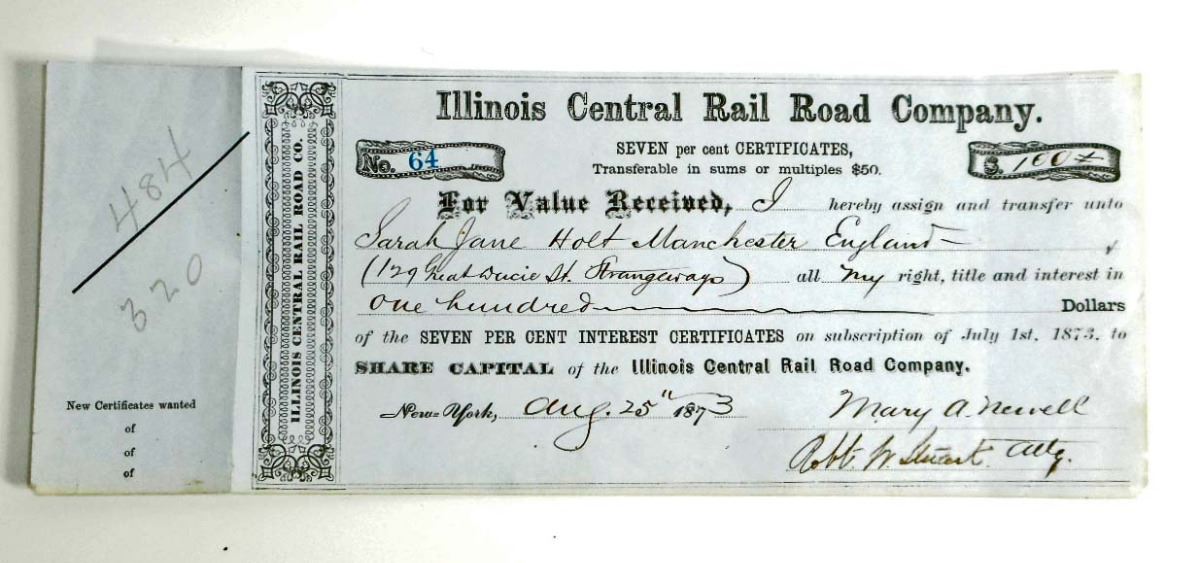 484
320
New Certificates wanted
of
of
of
ILLINOIS CENTRAL RAIL ROAD CO.
Illinois Central Rail Road Company.
No. 64
SEVEN per cent CERTIFICATES,
$. 100
Transferable in sums or multiples $50.
For Value Received, I hereby assign and transfer unto
Sarah Jane Holt Manchester England
(129 Great Ducie St. Strangeways) all my right, title and interest in
One hundred Dollars
of the SEVEN PER CENT INTEREST CERTIFICATES on subscription of July 1st, 1873, to
SHARE CAPITAL of the Illinois Central Rail Road Company.
New-York, Aug. 25" 1873 Mary A. Newell
Robt. W. Stuart. Atty.